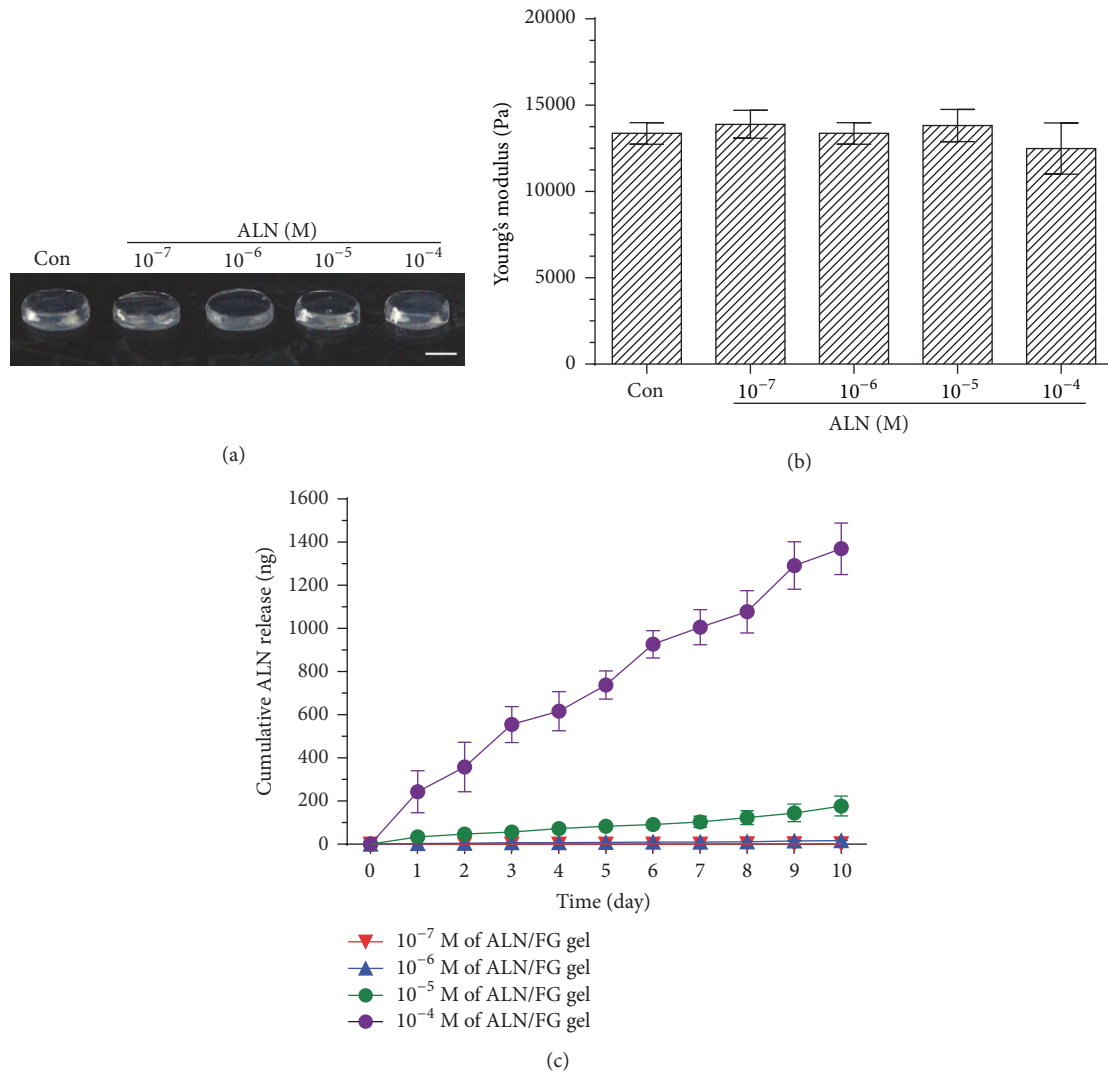 ALN (M)
Con 10⁻⁷ 10⁻⁶ 10⁻⁵ 10⁻⁴
(a)
Young's modulus (Pa)
20000
15000
10000
5000
0
Con 10⁻⁷ 10⁻⁶ 10⁻⁵ 10⁻⁴
ALN (M)
(b)
Cumulative ALN release (ng)
1600
1400
1200
1000
800
600
400
200
0
0 1 2 3 4 5 6 7 8 9 10
Time (day)
10⁻⁷ M of ALN/FG gel
10⁻⁶ M of ALN/FG gel
10⁻⁵ M of ALN/FG gel
10⁻⁴ M of ALN/FG gel
(c)